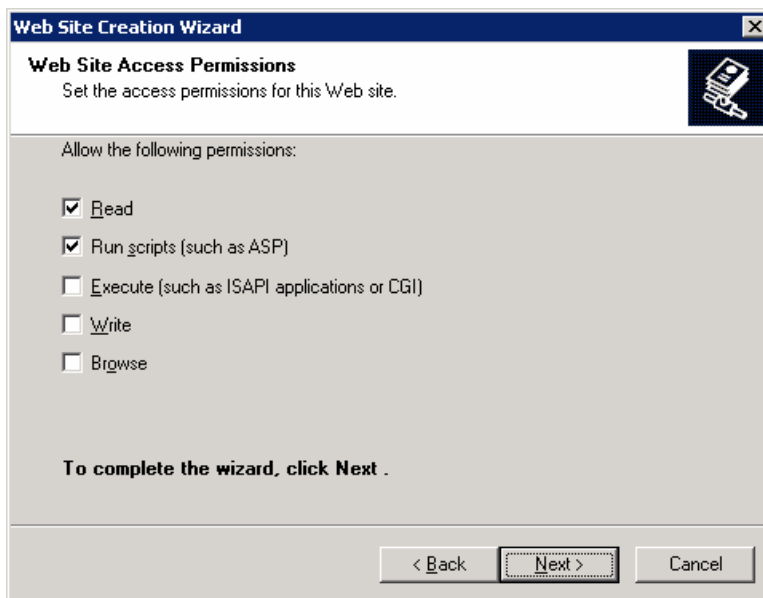 Web Site Creation Wizard
Web Site Access Permissions
Set the access permissions for this Web site.
Allow the following permissions:
Read
Run scripts (such as ASP)
Execute (such as ISAPI applications or CGI)
Write
Browse
To complete the wizard, click Next .
< Back Next > Cancel